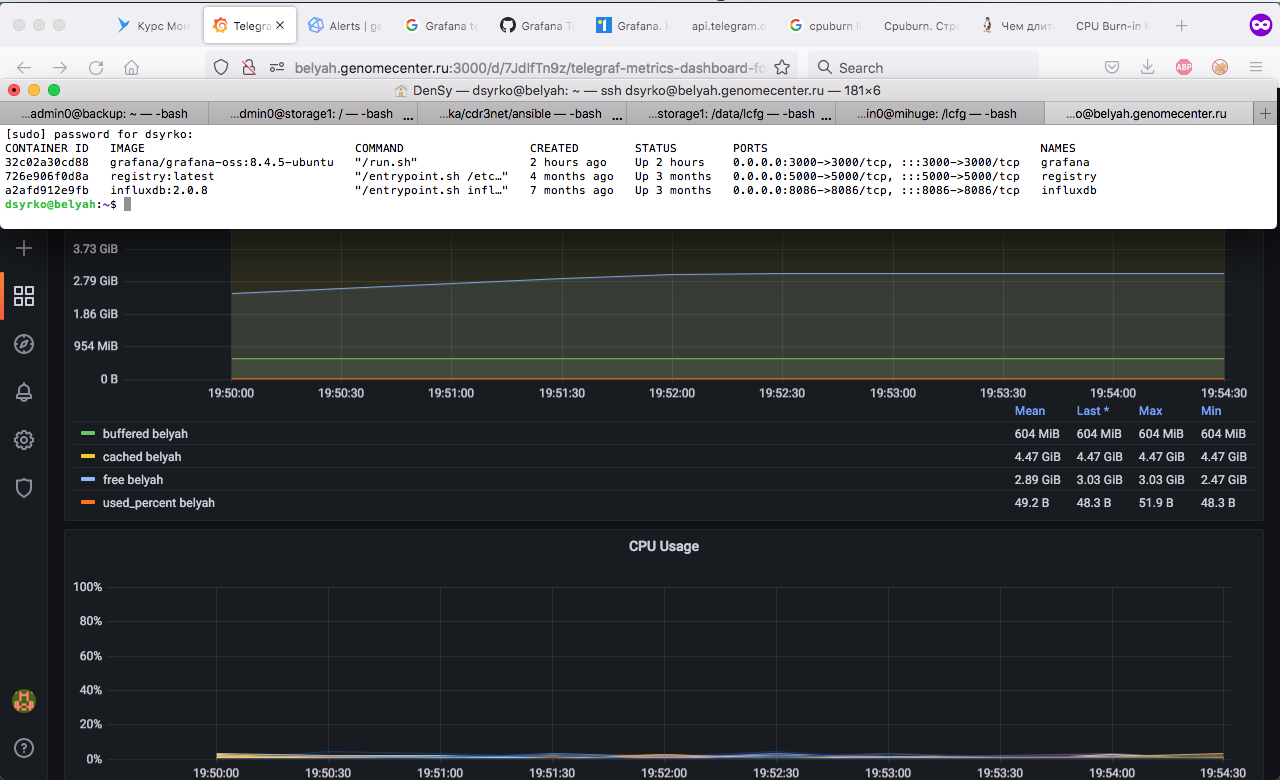 Курс Мон
Telegra
Alerts | ge
Grafana te
Grafana Te
Grafana. И
api.telegram.o
cpuburn li
Cpuburn. Стр
Чем длит
CPU Burn-in H
belyah.genomecenter.ru:3000/d/7JdIfTn9z/telegraf-metrics-dashboard-fo
Search
ABP
DenSy — dsyrko@belyah: ~ — ssh dsyrko@belyah.genomecenter.ru — 181×6
...admin0@backup: ~ — -bash
...dmin0@storage1: / — -bash ...
...ka/cdr3net/ansible — -bash ...
...storage1: /data/lcfg — -bash ...
...in0@mihuge: /lcfg — -bash
...o@belyah.genomecenter.ru
[sudo] password for dsyrko:
CONTAINER ID IMAGE COMMAND CREATED STATUS PORTS NAMES
32c02a30cd88 grafana/grafana-oss:8.4.5-ubuntu "/run.sh" 2 hours ago Up 2 hours 0.0.0.0:3000->3000/tcp, :::3000->3000/tcp grafana
726e906f0d8a registry:latest "/entrypoint.sh /etc…" 4 months ago Up 3 months 0.0.0.0:5000->5000/tcp, :::5000->5000/tcp registry
a2afd912e9fb influxdb:2.0.8 "/entrypoint.sh infl…" 7 months ago Up 3 months 0.0.0.0:8086->8086/tcp, :::8086->8086/tcp influxdb
dsyrko@belyah:~$
3.73 GiB
2.79 GiB
1.86 GiB
954 MiB
0 B
19:50:00 19:50:30 19:51:00 19:51:30 19:52:00 19:52:30 19:53:00 19:53:30 19:54:00 19:54:30
Mean Last * Max Min
buffered belyah 604 MiB 604 MiB 604 MiB 604 MiB
cached belyah 4.47 GiB 4.47 GiB 4.47 GiB 4.47 GiB
free belyah 2.89 GiB 3.03 GiB 3.03 GiB 2.47 GiB
used_percent belyah 49.2 B 48.3 B 51.9 B 48.3 B
CPU Usage
100%
80%
60%
40%
20%
0%
19:50:00 19:50:30 19:51:00 19:51:30 19:52:00 19:52:30 19:53:00 19:53:30 19:54:00 19:54:30